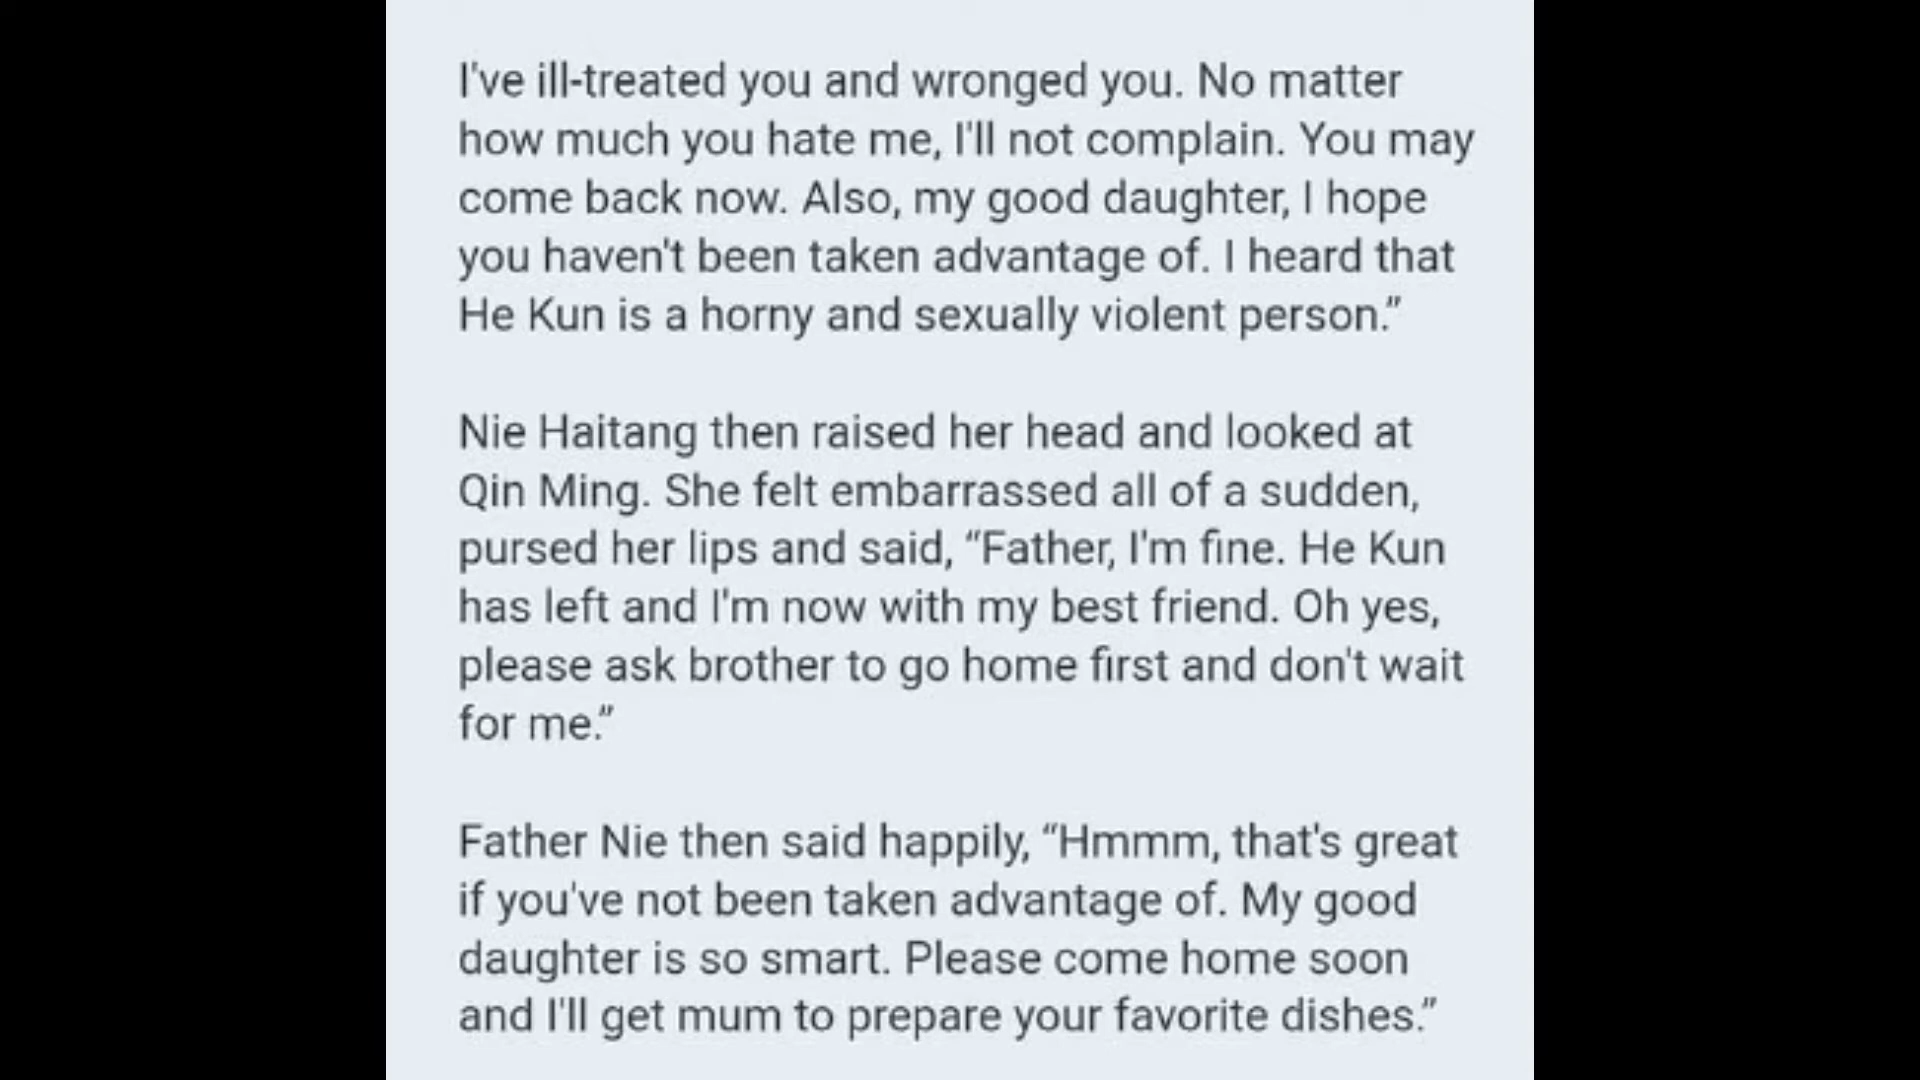 I've ill-treated you and wronged you. No matter
how much you hate me, I'll not complain. You may
come back now. Also, my good daughter, I hope
you haven't been taken advantage of. I heard that
He Kun is a horny and sexually violent person.”
Nie Haitang then raised her head and looked at
Qin Ming. She felt embarrassed all of a sudden,
pursed her lips and said, “Father, I'm fine. He Kun
has left and I'm now with my best friend. Oh yes,
please ask brother to go home first and don't wait
for me.”
Father Nie then said happily, “Hmmm, that's great
if you've not been taken advantage of. My good
daughter is so smart. Please come home soon
and I'll get mum to prepare your favorite dishes.”